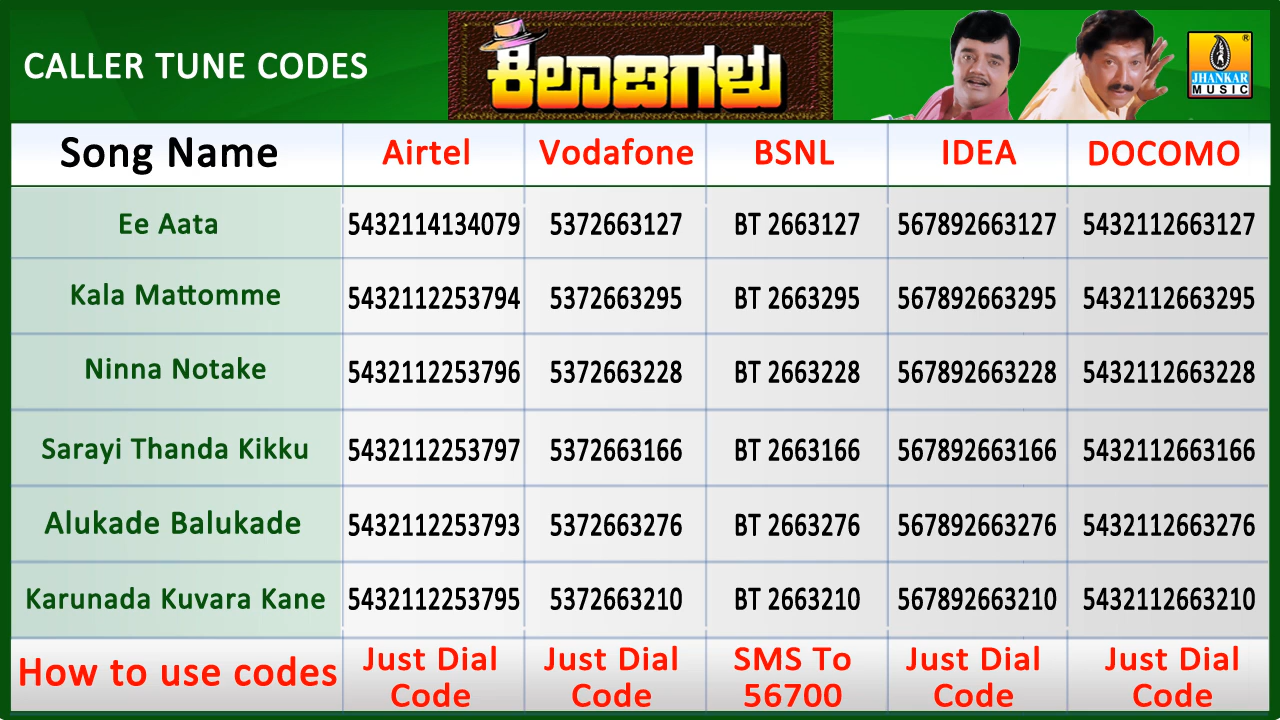 CALLER TUNE CODES
ಕಿಲಾಡಿಗಳು
JHANKAR
MUSIC
®
Song Name Airtel Vodafone BSNL IDEA DOCOMO
Ee Aata 5432114134079 5372663127 BT 2663127 567892663127 5432112663127
Kala Mattomme 5432112253794 5372663295 BT 2663295 567892663295 5432112663295
Ninna Notake 5432112253796 5372663228 BT 2663228 567892663228 5432112663228
Sarayi Thanda Kikku 5432112253797 5372663166 BT 2663166 567892663166 5432112663166
Alukade Balukade 5432112253793 5372663276 BT 2663276 567892663276 5432112663276
Karunada Kuvara Kane 5432112253795 5372663210 BT 2663210 567892663210 5432112663210
How to use codes Just Dial Code Just Dial Code SMS To 56700 Just Dial Code Just Dial Code